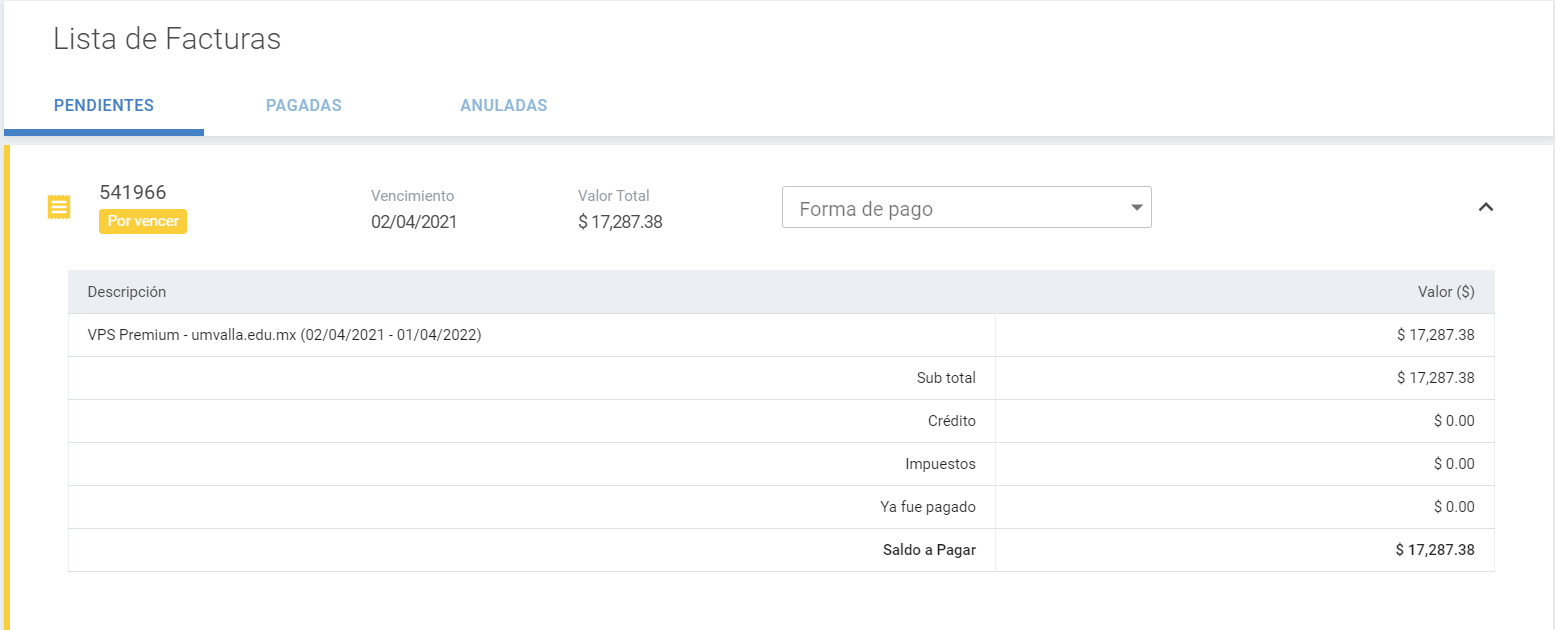 Lista de Facturas
PENDIENTES PAGADAS ANULADAS
541966
Por vencer
Vencimiento
02/04/2021
Valor Total
$ 17,287.38
Forma de pago
Descripción Valor ($)
VPS Premium - umvalla.edu.mx (02/04/2021 - 01/04/2022) $ 17,287.38
Sub total $ 17,287.38
Crédito $ 0.00
Impuestos $ 0.00
Ya fue pagado $ 0.00
Saldo a Pagar $ 17,287.38